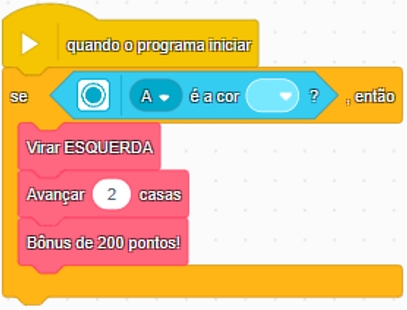 quando o programa iniciar
se A é a cor ? , então
Virar ESQUERDA
Avançar 2 casas
Bônus de 200 pontos!